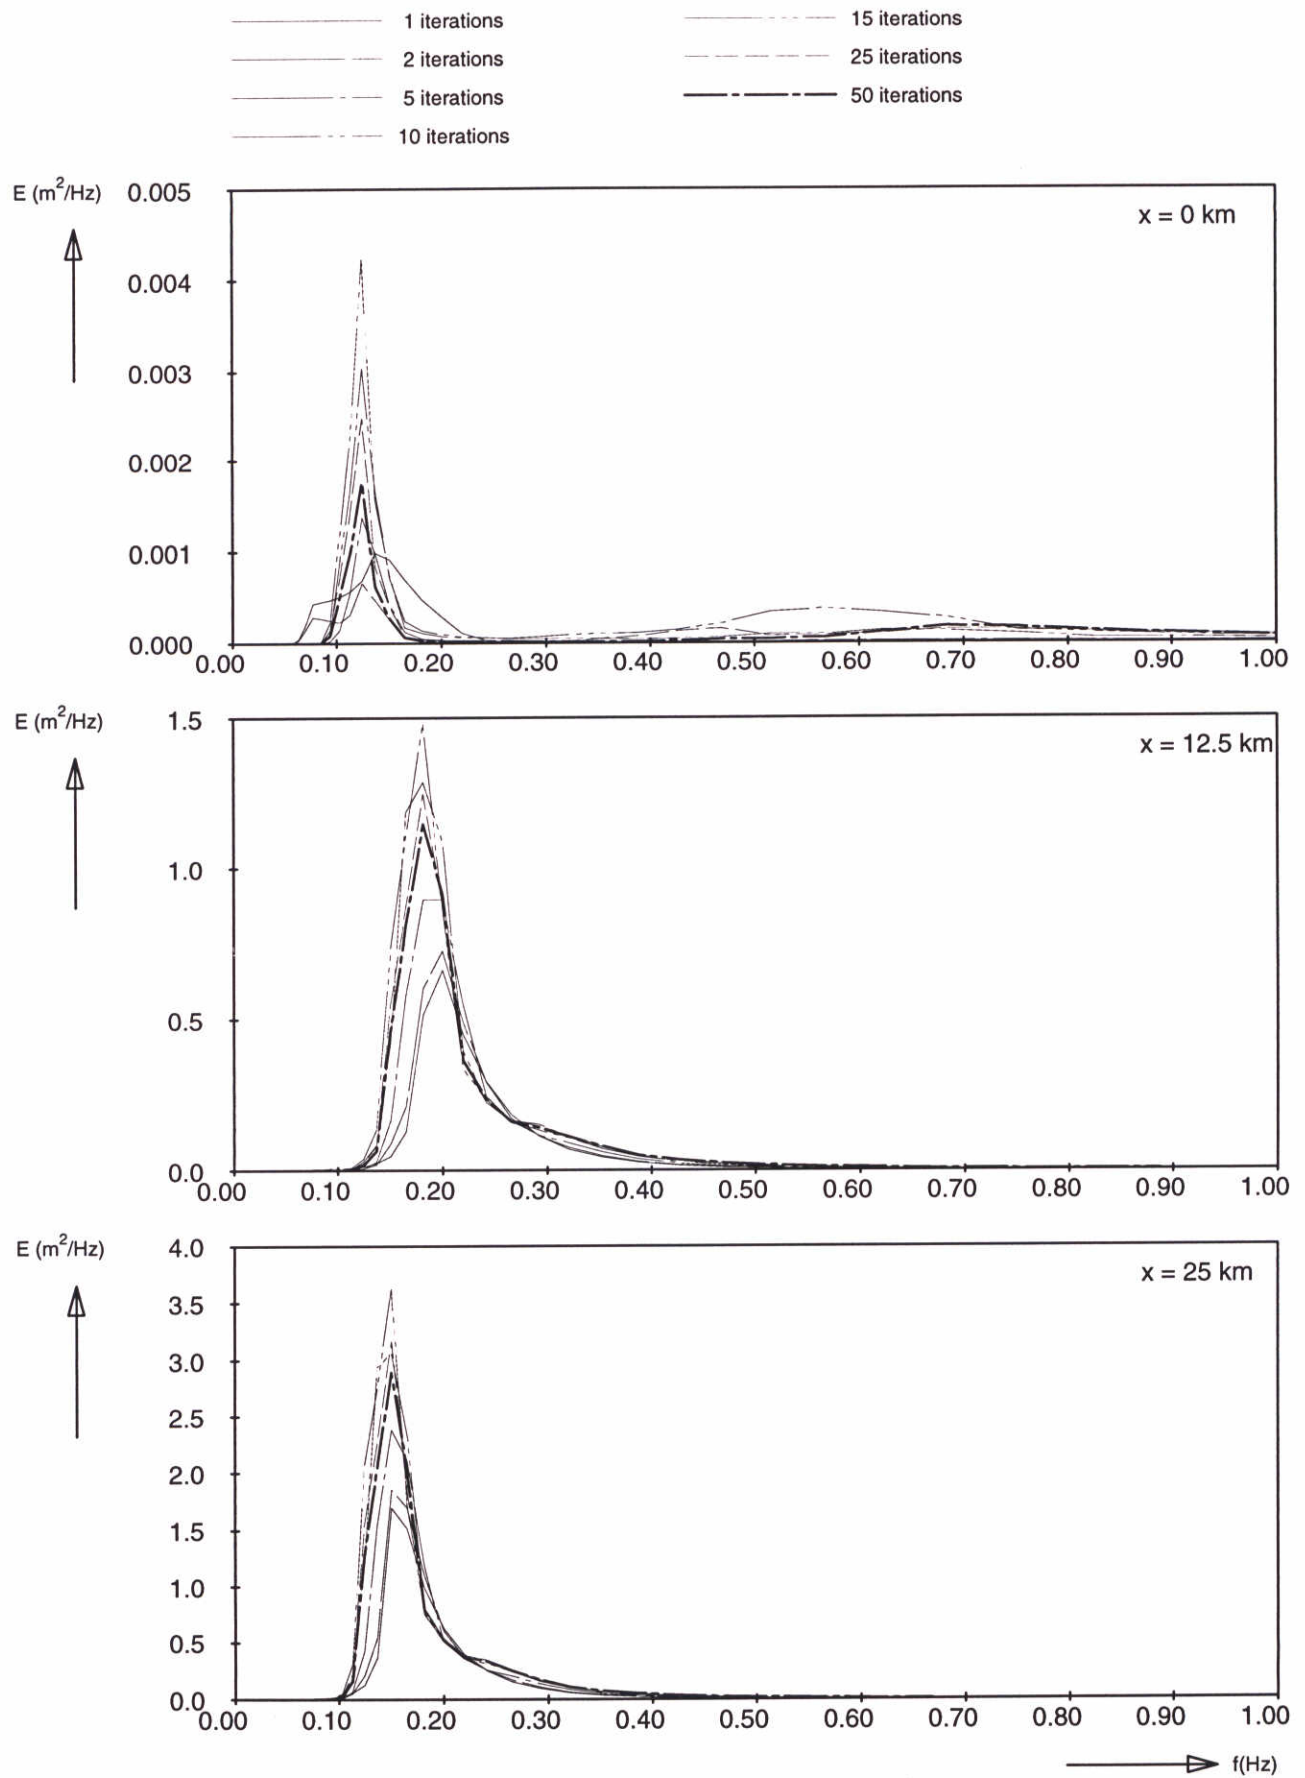 1 iterations 15 iterations
2 iterations 25 iterations
5 iterations 50 iterations
10 iterations
E (m²/Hz) 0.005
x = 0 km
0.004
0.003
0.002
0.001
0.000
0.00 0.10 0.20 0.30 0.40 0.50 0.60 0.70 0.80 0.90 1.00
E (m²/Hz) 1.5
x = 12.5 km
1.0
0.5
0.0
0.00 0.10 0.20 0.30 0.40 0.50 0.60 0.70 0.80 0.90 1.00
E (m²/Hz) 4.0
x = 25 km
3.5
3.0
2.5
2.0
1.5
1.0
0.5
0.0
0.00 0.10 0.20 0.30 0.40 0.50 0.60 0.70 0.80 0.90 1.00
f(Hz)